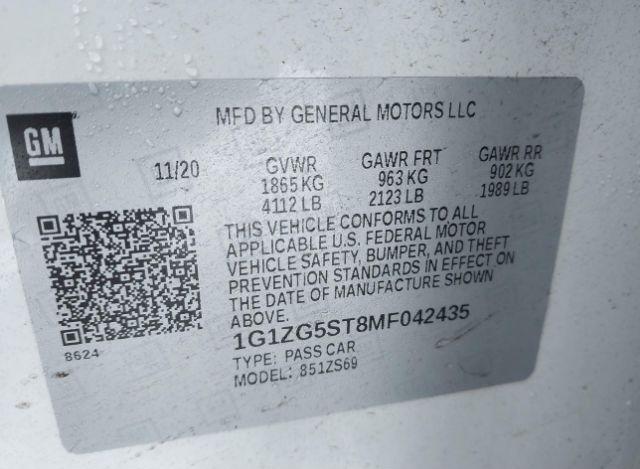 GM
MFD BY GENERAL MOTORS LLC
11/20
GVWR
1865 KG
4112 LB
GAWR FRT
963 KG
2123 LB
GAWR RR
902 KG
1989 LB
THIS VEHICLE CONFORMS TO ALL
APPLICABLE U.S. FEDERAL MOTOR
VEHICLE SAFETY, BUMPER, AND THEFT
PREVENTION STANDARDS IN EFFECT ON
THE DATE OF MANUFACTURE SHOWN
ABOVE.
8624
1G1ZG5ST8MF042435
TYPE: PASS CAR
MODEL: 851ZS69